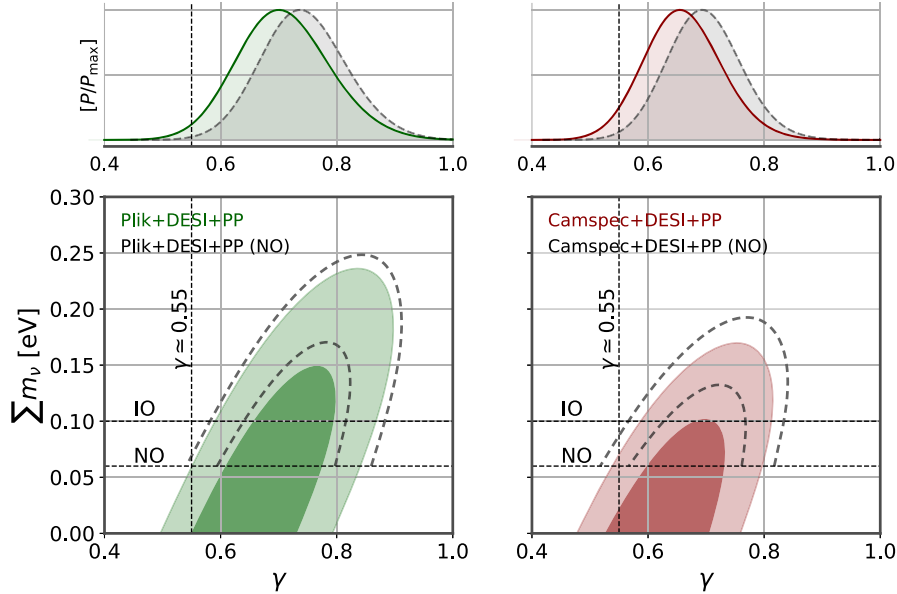 [P/Pmax]
0.4 0.6 0.8 1.0
0.4 0.6 0.8 1.0
0.30
0.25
0.20
0.15
0.10
0.05
0.00
∑mν [eV]
Plik+DESI+PP
Plik+DESI+PP (NO)
γ ≃ 0.55
IO
NO
0.4 0.6 0.8 1.0
γ
Camspec+DESI+PP
Camspec+DESI+PP (NO)
γ ≃ 0.55
IO
NO
0.4 0.6 0.8 1.0
γ